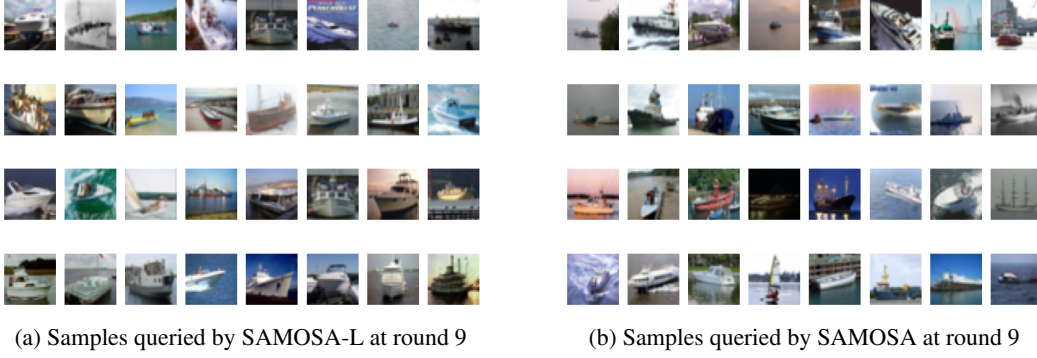 (a) Samples queried by SAMOSA-L at round 9
(b) Samples queried by SAMOSA at round 9